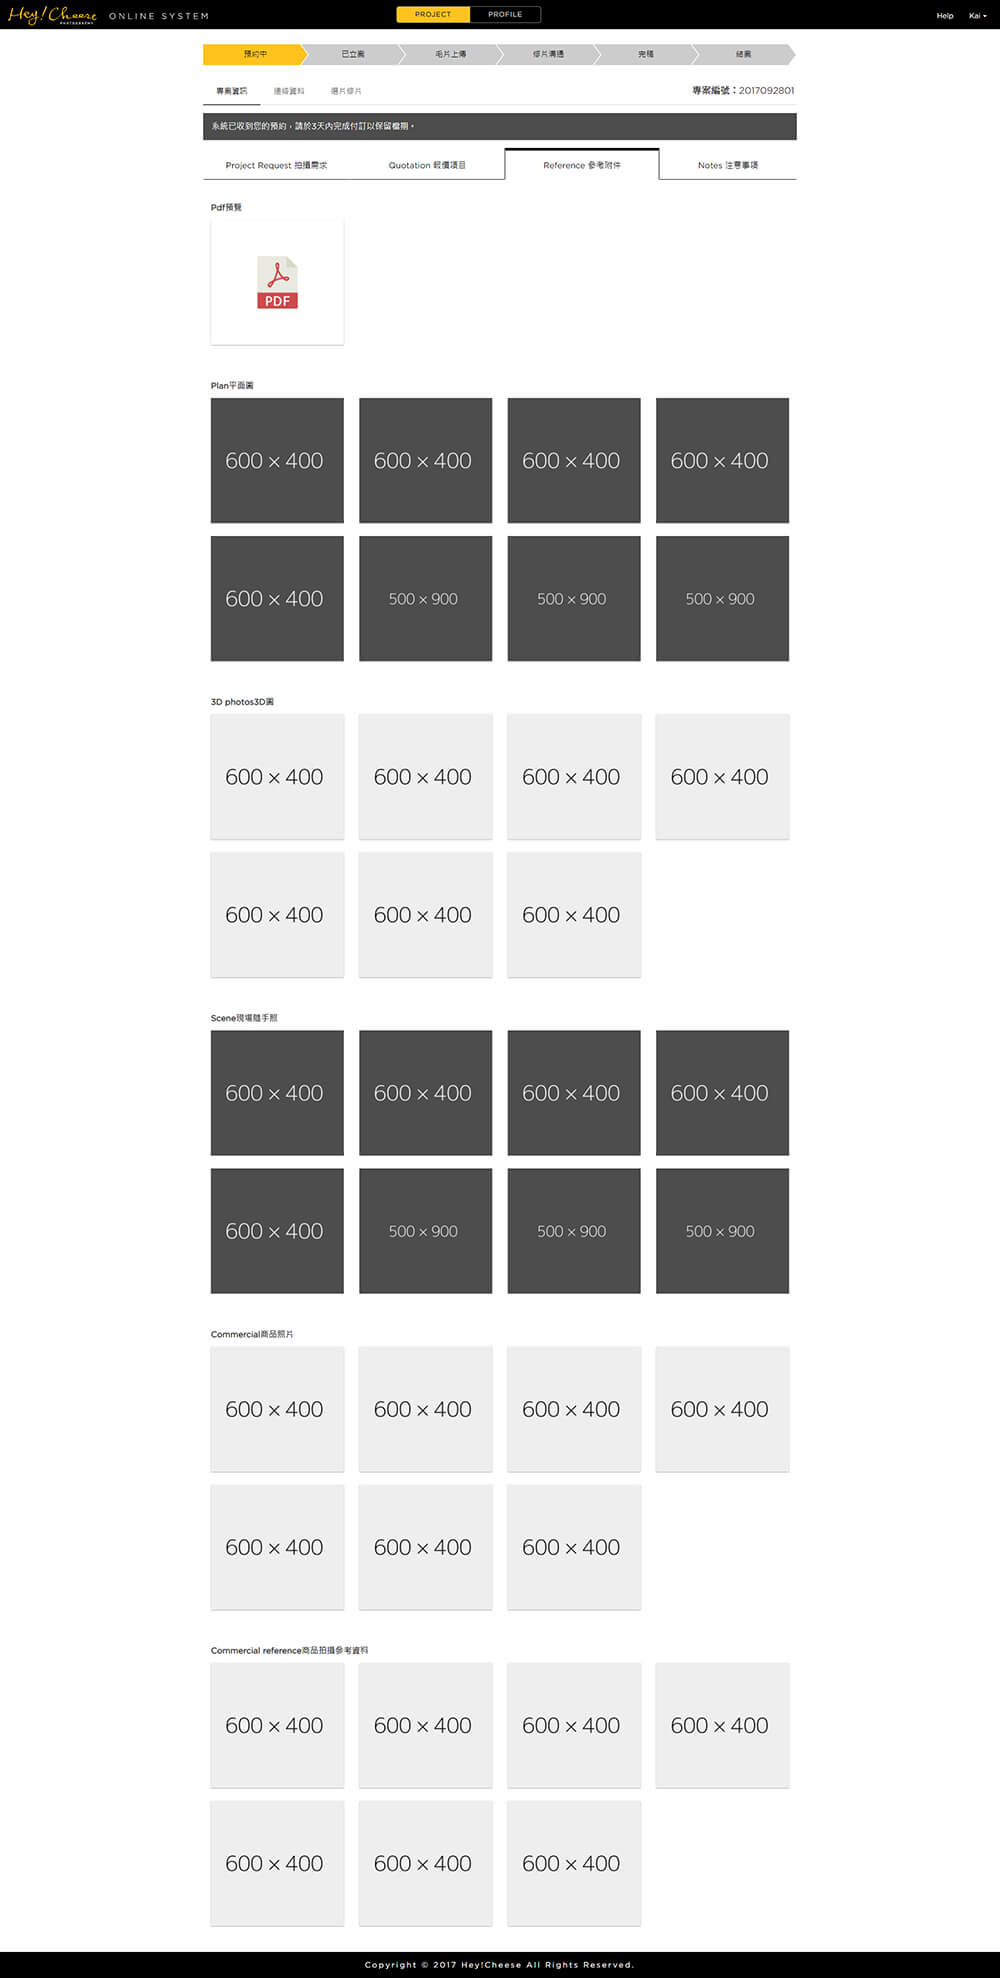 Hey! Cheese PHOTOGRAPHY ONLINE SYSTEM PROJECT PROFILE Help Kai
預約中 已立案 毛片上傳 修片溝通 完稿 結案
專案資訊 連絡資料 選片修片 專案編號：2017092801
系統已收到您的預約，請於3天內完成付訂以保留檔期。
Project Request 拍攝需求 Quotation 報價項目 Reference 參考附件 Notes 注意事項
Pdf預覽
PDF
Plan平面圖
600 × 400 600 × 400 600 × 400 600 × 400
600 × 400 500 × 900 500 × 900 500 × 900
3D photos3D圖
600 × 400 600 × 400 600 × 400 600 × 400
600 × 400 600 × 400 600 × 400
Scene現場隨手照
600 × 400 600 × 400 600 × 400 600 × 400
600 × 400 500 × 900 500 × 900 500 × 900
Commercial商品照片
600 × 400 600 × 400 600 × 400 600 × 400
600 × 400 600 × 400 600 × 400
Commercial reference商品拍攝參考資料
600 × 400 600 × 400 600 × 400 600 × 400
600 × 400 600 × 400 600 × 400
Copyright © 2017 Hey!Cheese All Rights Reserved.